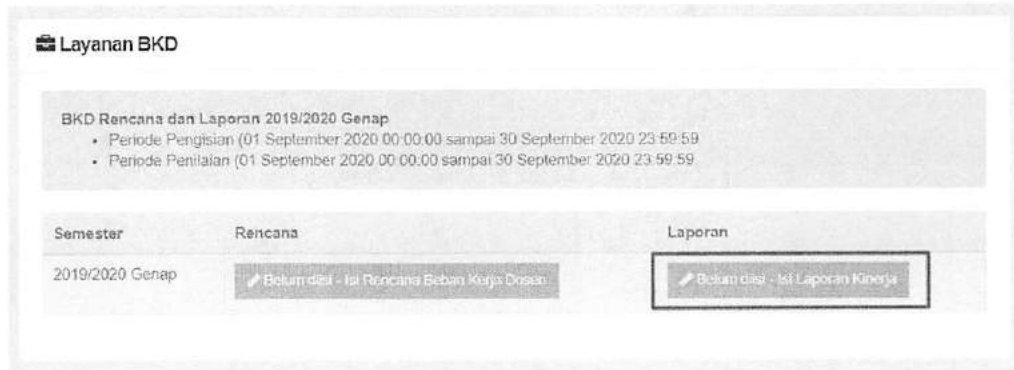 Layanan BKD
BKD Rencana dan Laporan 2019/2020 Genap
• Periode Pengisian (01 September 2020 00:00:00 sampai 30 September 2020 23:59:59
• Periode Penilaian (01 September 2020 00:00:00 sampai 30 September 2020 23:59:59
Semester Rencana Laporan
2019/2020 Genap Belum diisi - Isi Rencana Beban Kerja Dosen Belum diisi - Isi Laporan Kinerja